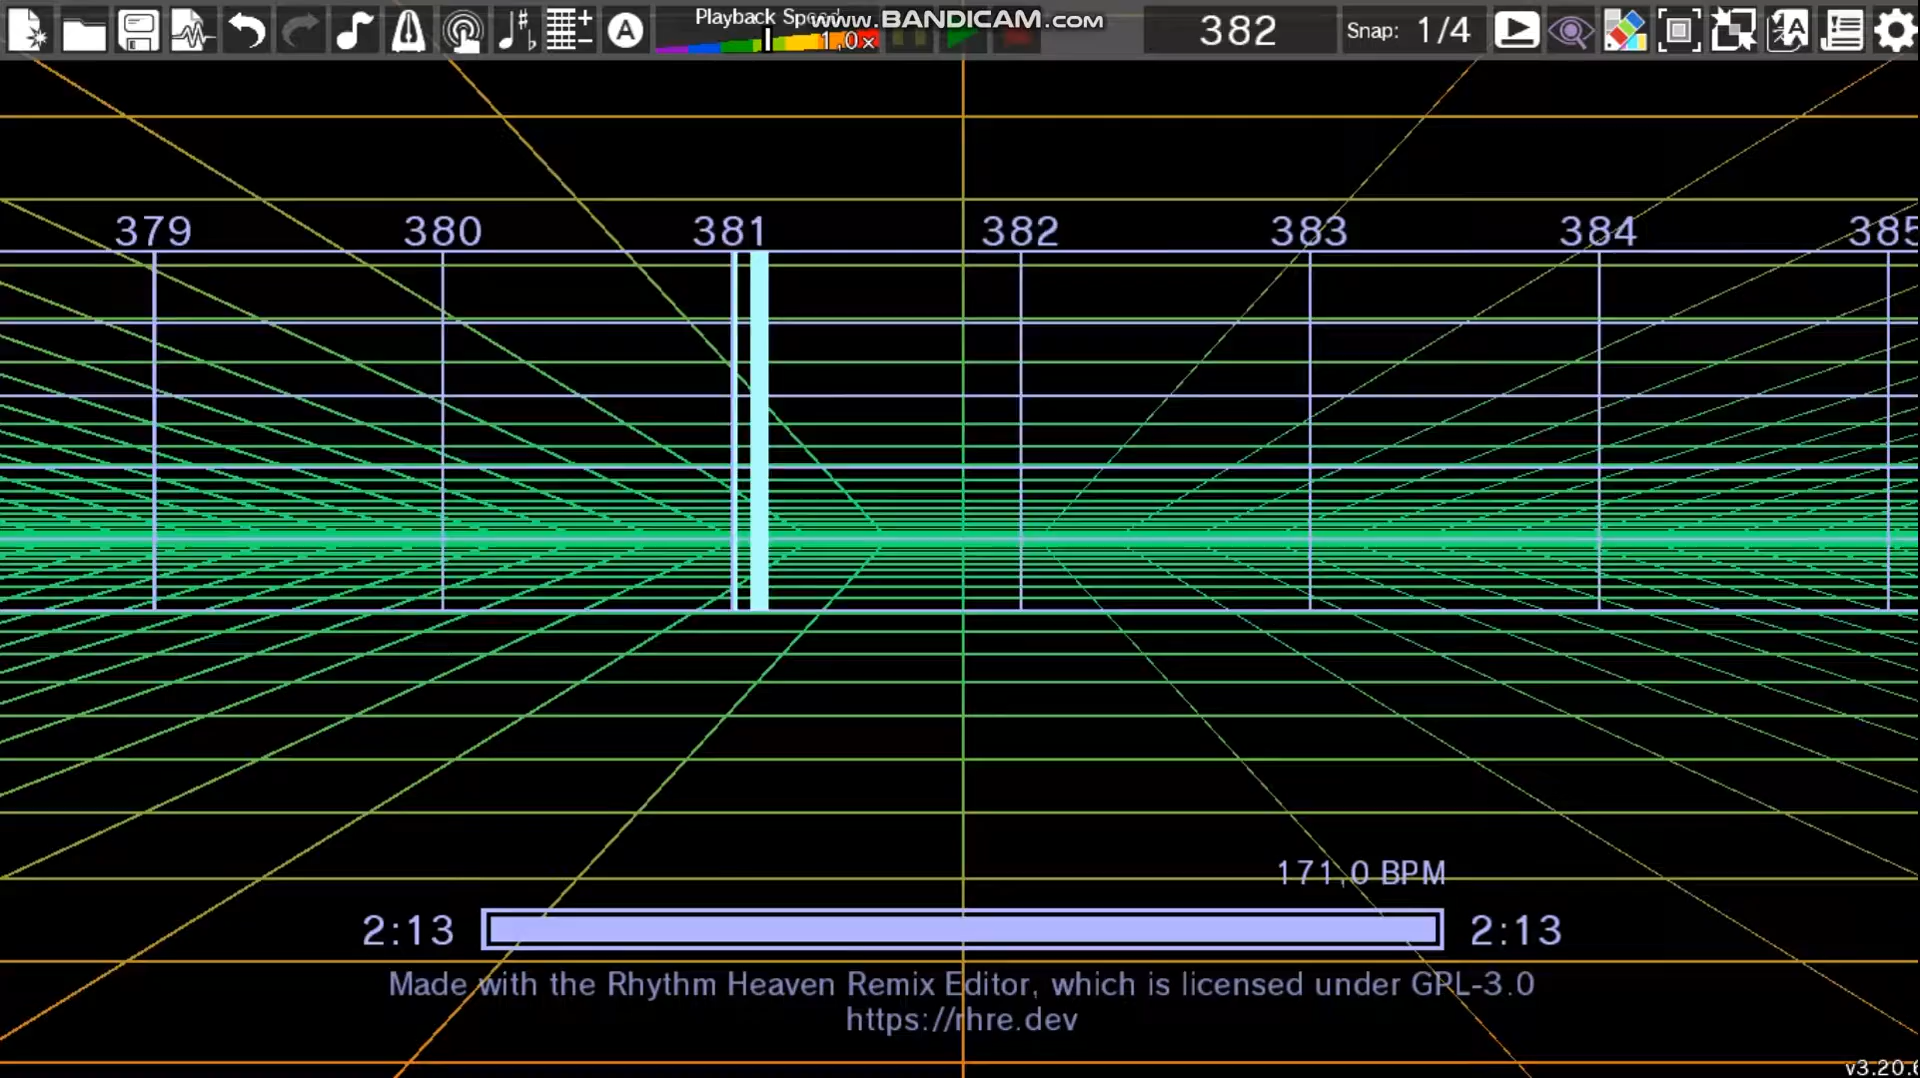 Playback Speed
1,0x
www.BANDICAM.com
382
Snap: 1/4
379 380 381 382 383 384 385
171,0 BPM
2:13 2:13
Made with the Rhythm Heaven Remix Editor, which is licensed under GPL-3.0
https://rhre.dev
v3.20.6